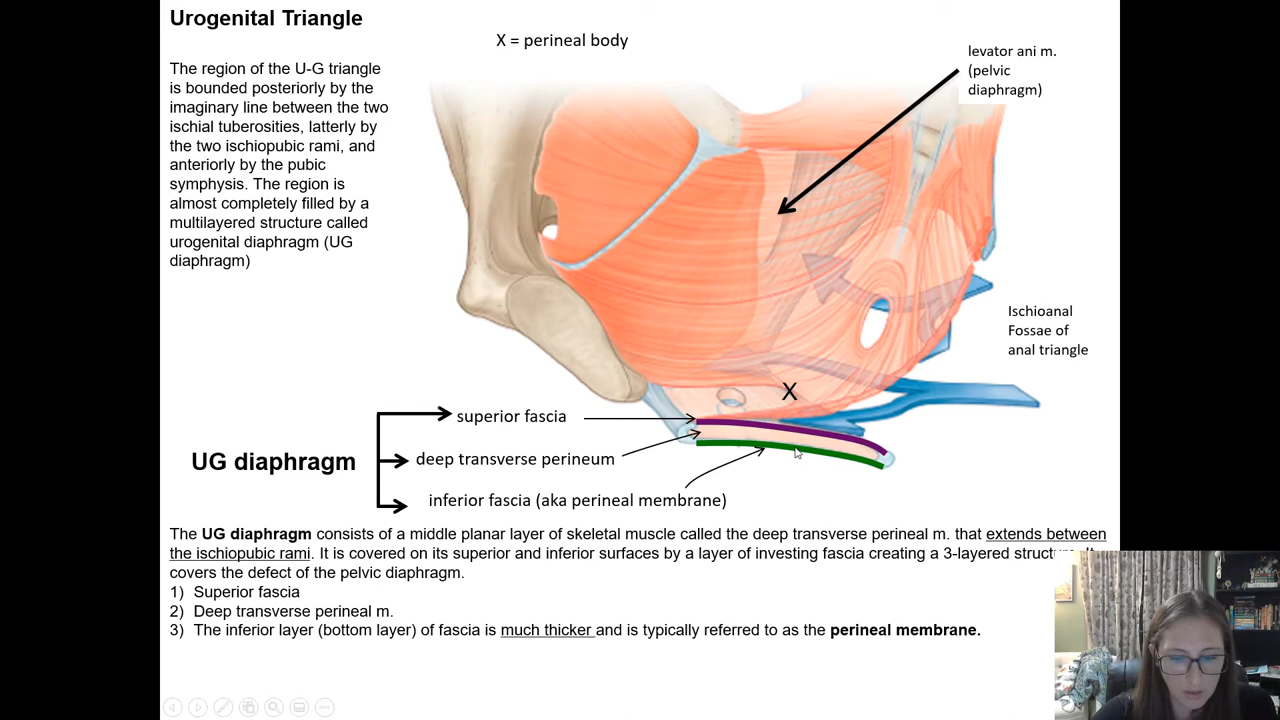 Urogenital Triangle
X = perineal body
levator ani m.
(pelvic
diaphragm)
The region of the U-G triangle
is bounded posteriorly by the
imaginary line between the two
ischial tuberosities, latterly by
the two ischiopubic rami, and
anteriorly by the pubic
symphysis. The region is
almost completely filled by a
multilayered structure called
urogenital diaphragm (UG
diaphragm)
Ischioanal
Fossae of
anal triangle
X
superior fascia
UG diaphragm
deep transverse perineum
inferior fascia (aka perineal membrane)
The UG diaphragm consists of a middle planar layer of skeletal muscle called the deep transverse perineal m. that extends between
the ischiopubic rami. It is covered on its superior and inferior surfaces by a layer of investing fascia creating a 3-layered
covers the defect of the pelvic diaphragm.
1) Superior fascia
2) Deep transverse perineal m.
3) The inferior layer (bottom layer) of fascia is much thicker and is typically referred to as the perineal membrane.